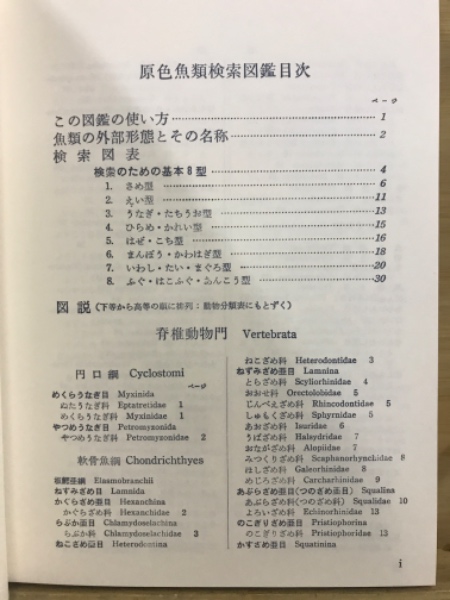 原色魚類検索図鑑目次
ページ
この図鑑の使い方 1
魚類の外部形態とその名称 2
検索図表
検索のための基本8型 4
1. さめ型 6
2. えい型 11
3. うなぎ・たちうお型 13
4. ひらめ・かれい型 15
5. はぜ・こち型 16
6. まんぼう・かわはぎ型 18
7. いわし・たい・まぐろ型 20
8. ふぐ・はこふぐ・あんこう型 30
図説 (下等から高等の順に排列：動物分類表にもとずく)
脊椎動物門 Vertebrata
円口綱 Cyclostomi
ページ
めくらうなぎ目 Myxinida
ぬたうなぎ科 Eptatretidae 1
めくらうなぎ科 Myxinidae 1
やつめうなぎ目 Petromyzonida
やつめうなぎ科 Petromyzonidae 2
軟骨魚綱 Chondrichthyes
板鰓亜綱 Elasmobranchii
ねずみざめ目 Lamnida
かぐらざめ亜目 Hexanchina
かぐらざめ科 Hexanchidae 2
らぶか亜目 Chlamydoselachina
らぶか科 Chlamydoselachidae 3
ねこざめ亜目 Heterodontina
ねこざめ科 Heterodontidae 3
ねずみざめ亜目 Lamnina
とらざめ科 Scyliorhinidae 4
おおせ科 Orectolobidae 5
じんべえざめ科 Rhincodontidae 5
しゅもくざめ科 Sphyrnidae 5
あおざめ科 Isuridae 6
うばざめ科 Halsydridae 7
おながざめ科 Alopiidae 7
みつくりざめ科 Scapanorhynchidae 8
ほしざめ科 Galeorhinidae 8
めじろざめ科 Carcharhinidae 9
あぶらざめ亜目(つのざめ亜目) Squalina
あぶらざめ科(つのざめ科) Squalidae 10
よろいざめ科 Echinorhinidae 13
のこぎりざめ亜目 Pristiophorina
のこぎりざめ科 Pristiophoridae 13
かすざめ亜目 Squatinina
i